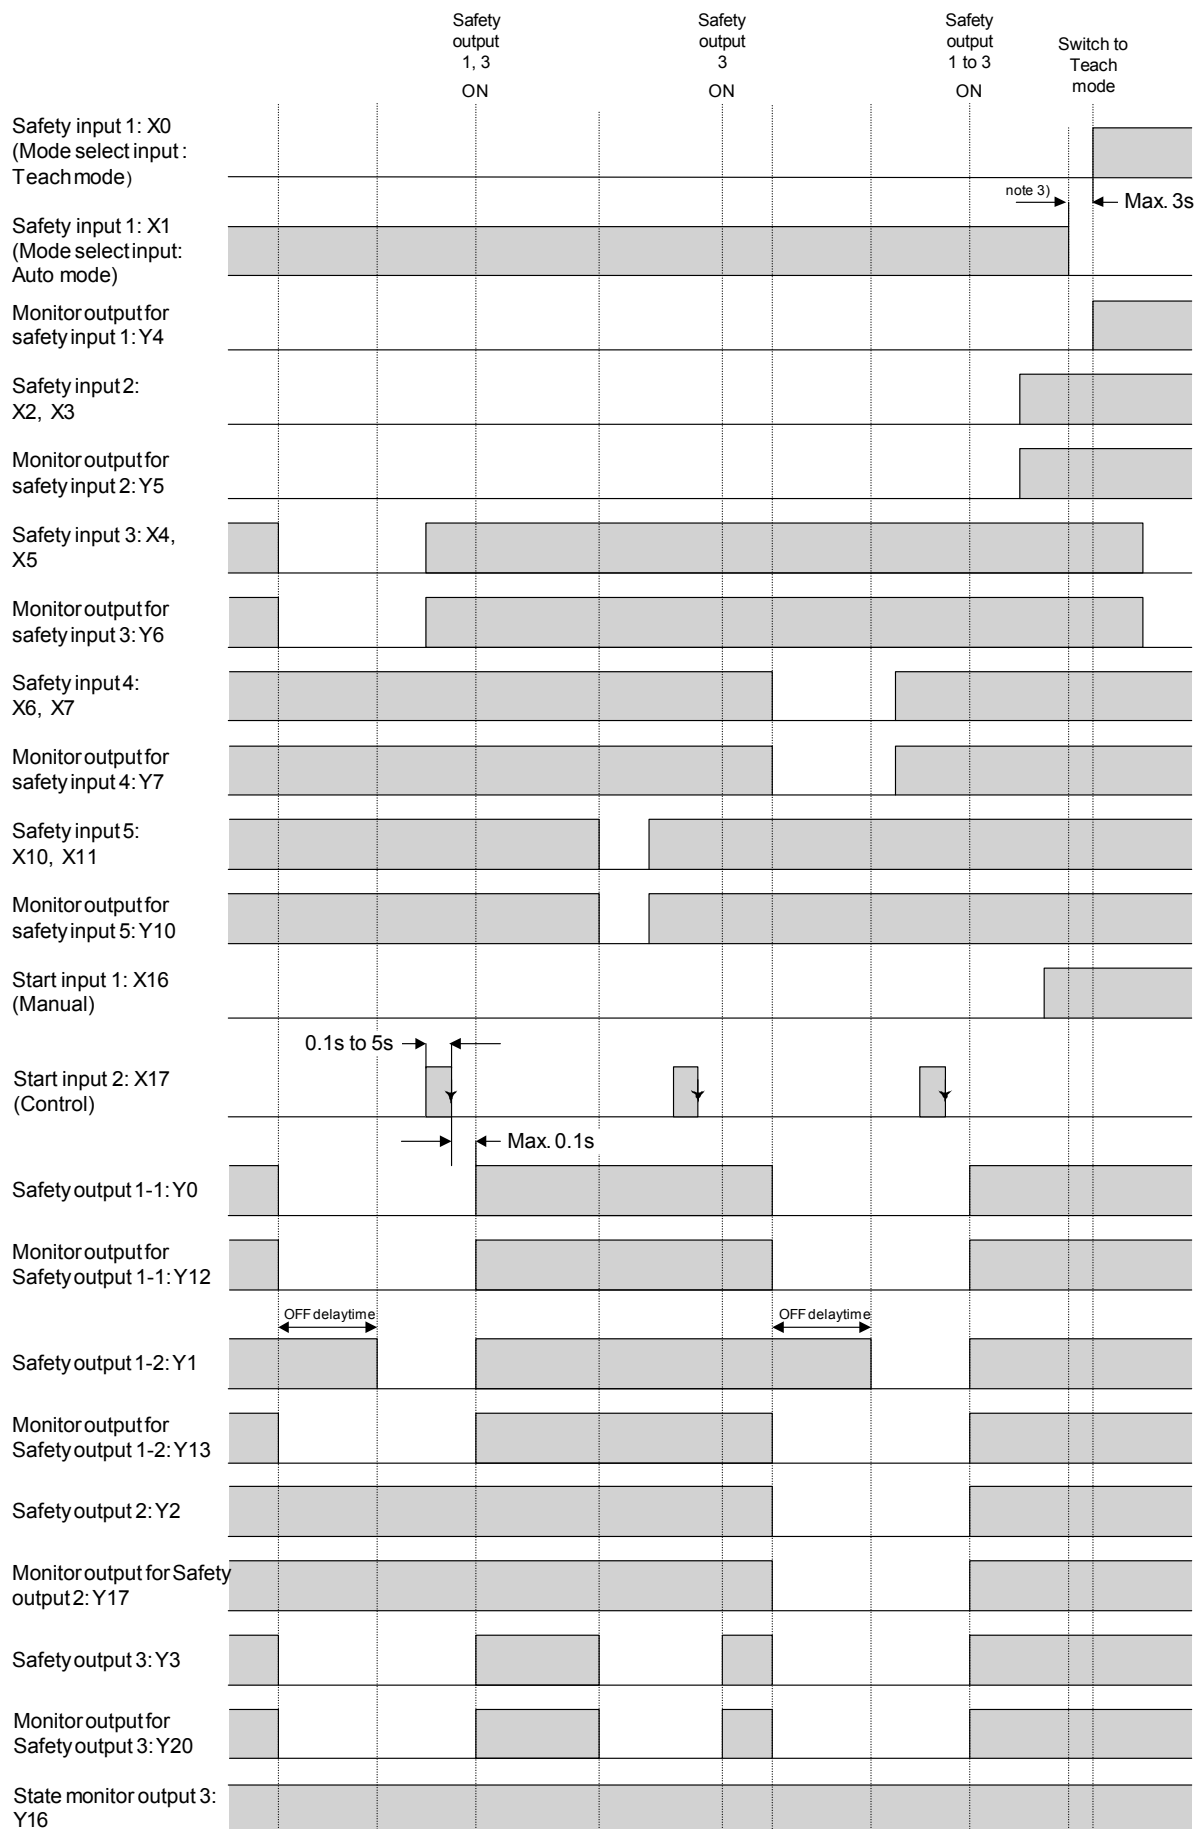 Safety
output
1, 3
ON
Safety
output
3
ON
Safety
output
1 to 3
ON
Switch to
Teach
mode
Safety input 1: X0
(Mode select input :
Teach mode)
note 3)
Max. 3s
Safety input 1: X1
(Mode select input:
Auto mode)
Monitor output for
safety input 1: Y4
Safety input 2:
X2, X3
Monitor output for
safety input 2: Y5
Safety input 3: X4,
X5
Monitor output for
safety input 3: Y6
Safety input 4:
X6, X7
Monitor output for
safety input 4: Y7
Safety input 5:
X10, X11
Monitor output for
safety input 5: Y10
Start input 1: X16
(Manual)
0.1s to 5s
Start input 2: X17
(Control)
Max. 0.1s
Safety output 1-1: Y0
Monitor output for
Safety output 1-1: Y12
OFF delay time
OFF delay time
Safety output 1-2: Y1
Monitor output for
Safety output 1-2: Y13
Safety output 2: Y2
Monitor output for Safety
output 2: Y17
Safety output 3: Y3
Monitor output for
Safety output 3: Y20
State monitor output 3:
Y16